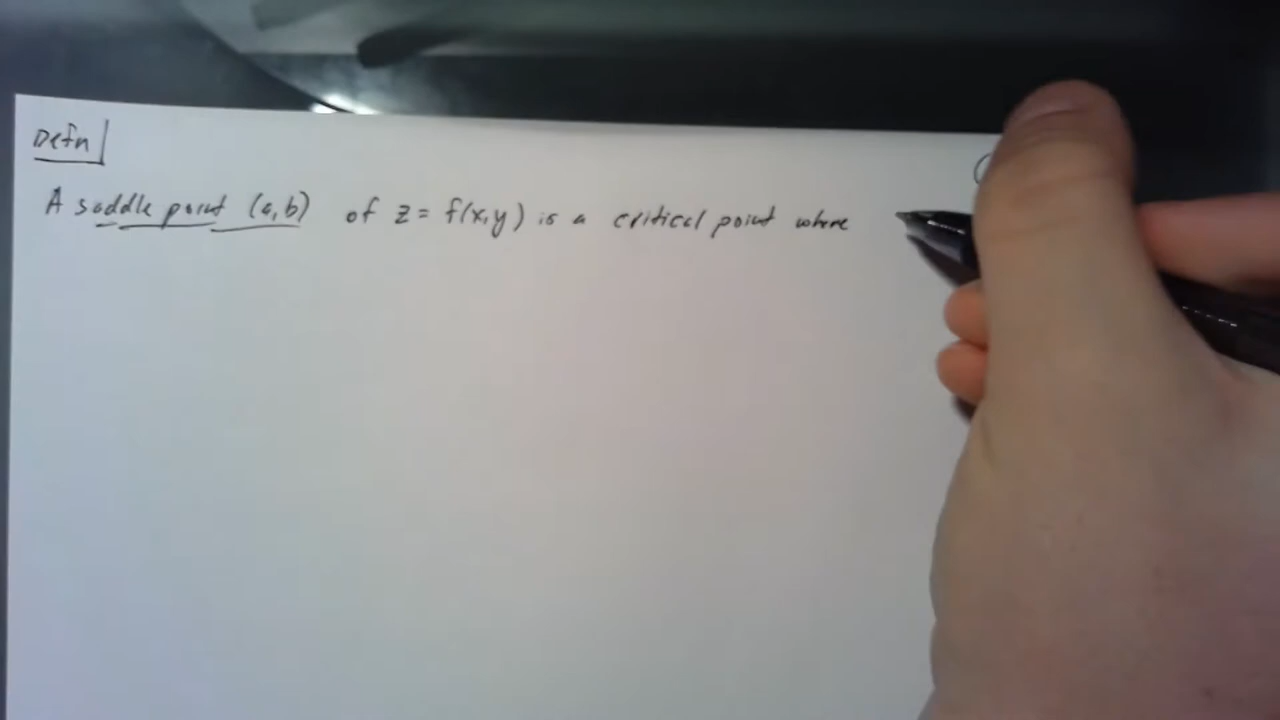 Defn
A saddle point (a,b) of z = f(x,y) is a critical point where